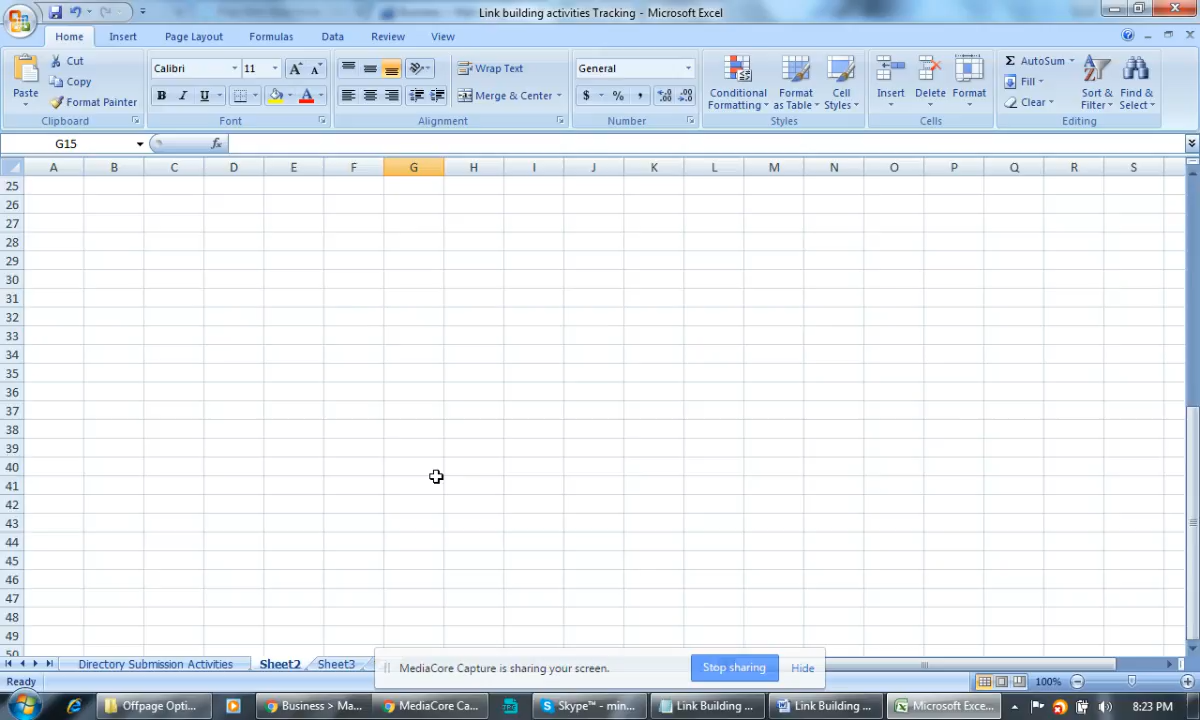 Link building activities Tracking - Microsoft Excel
Home Insert Page Layout Formulas Data Review View
Paste Cut Copy Format Painter Clipboard
Calibri 11 B I U A Font
Wrap Text Merge & Center Alignment
General $ % , Number
Conditional Formatting Format as Table Cell Styles Styles
Insert Delete Format Cells
Σ AutoSum Fill Clear Sort & Filter Find & Select Editing
G15 fx
A B C D E F G H I J K L M N O P Q R S
25
26
27
28
29
30
31
32
33
34
35
36
37
38
39
40
41
42
43
44
45
46
47
48
49
50
Directory Submission Activities Sheet2 Sheet3
MediaCore Capture is sharing your screen. Stop sharing Hide
Ready 100%
Offpage Opti... Business > Ma... MediaCore Ca... Skype™ - min... Link Building ... Link Building ... Microsoft Exce... 8:23 PM